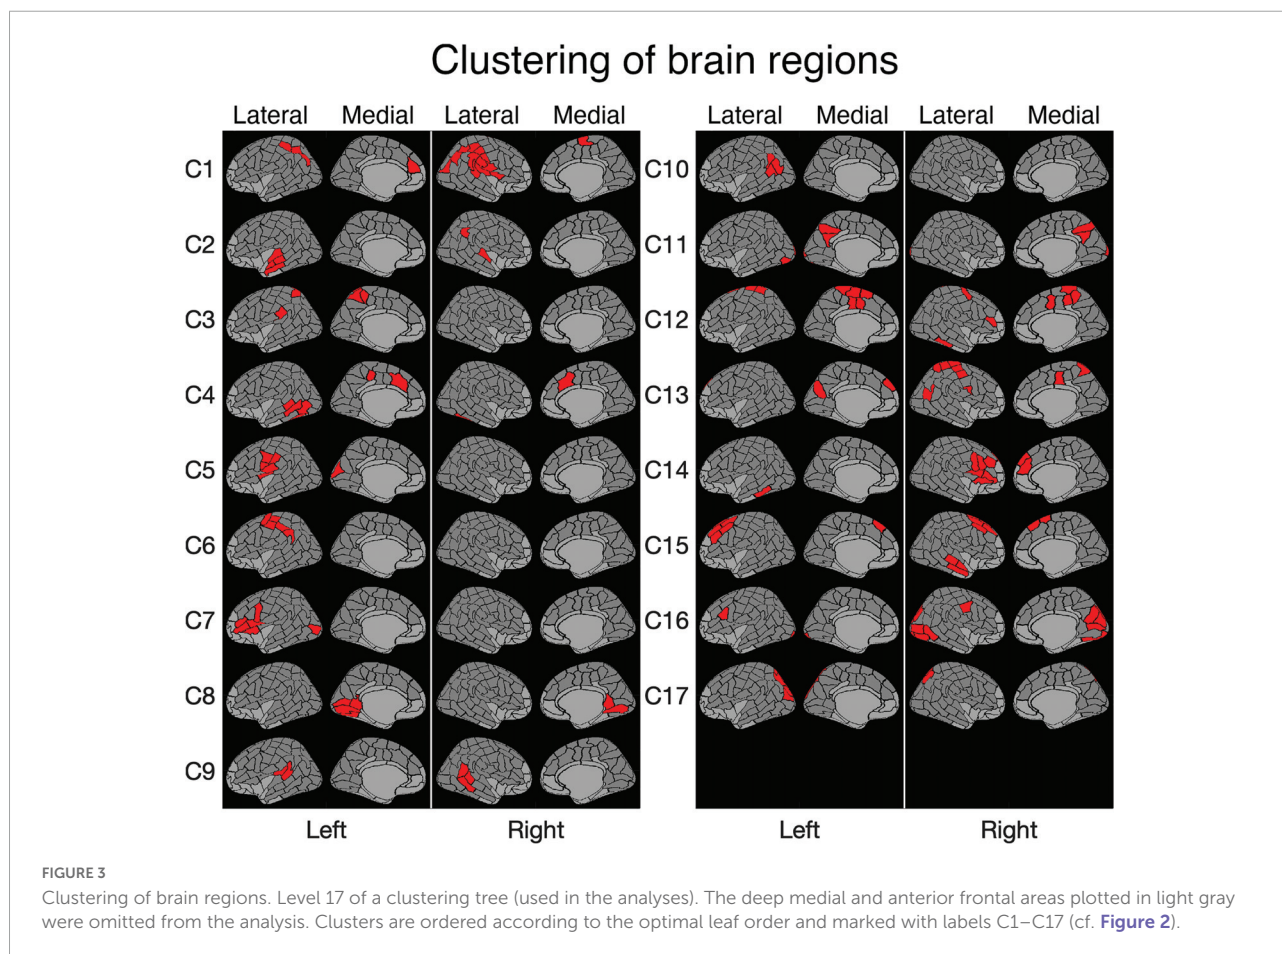 Clustering of brain regions
Lateral Medial Lateral Medial Lateral Medial Lateral Medial
C1 C10
C2 C11
C3 C12
C4 C13
C5 C14
C6 C15
C7 C16
C8 C17
C9
Left Right Left Right
FIGURE 3
Clustering of brain regions. Level 17 of a clustering tree (used in the analyses). The deep medial and anterior frontal areas plotted in light gray
were omitted from the analysis. Clusters are ordered according to the optimal leaf order and marked with labels C1–C17 (cf. Figure 2).